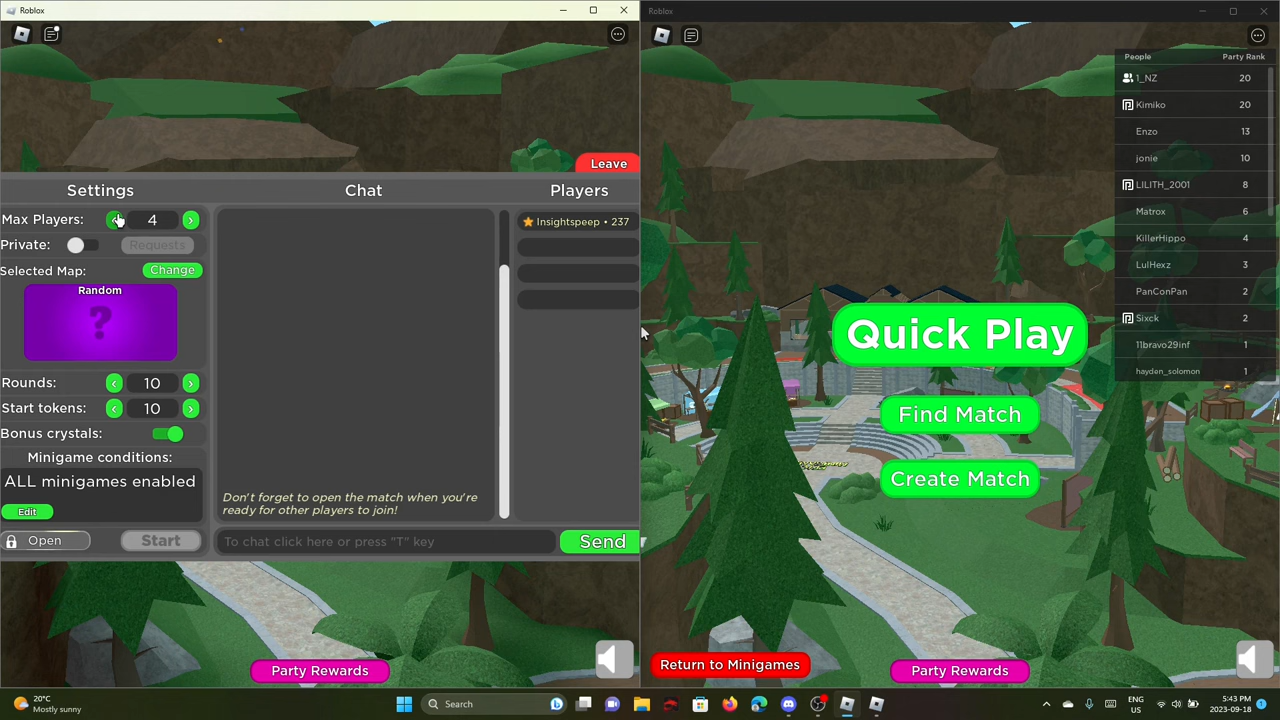 Roblox
Leave
Settings
Chat
Players
Max Players:
4
Insightspeep • 237
Private:
Requests
Selected Map:
Change
Random
?
Rounds:
10
Start tokens:
10
Bonus crystals:
Minigame conditions:
ALL minigames enabled
Edit
Don't forget to open the match when you're
ready for other players to join!
Open
Start
To chat click here or press "T" key
Send
Party Rewards
Roblox
People
Party Rank
1_NZ
20
Kimiko
20
Enzo
13
jonie
10
LILITH_2001
8
Matrox
6
KillerHippo
4
LulHexz
3
PanConPan
2
Sixck
2
11bravo29inf
1
hayden_solomon
1
Quick Play
Find Match
Create Match
Return to Minigames
Party Rewards
20°C
Mostly sunny
Search
ENG
US
5:43 PM
2023-09-18